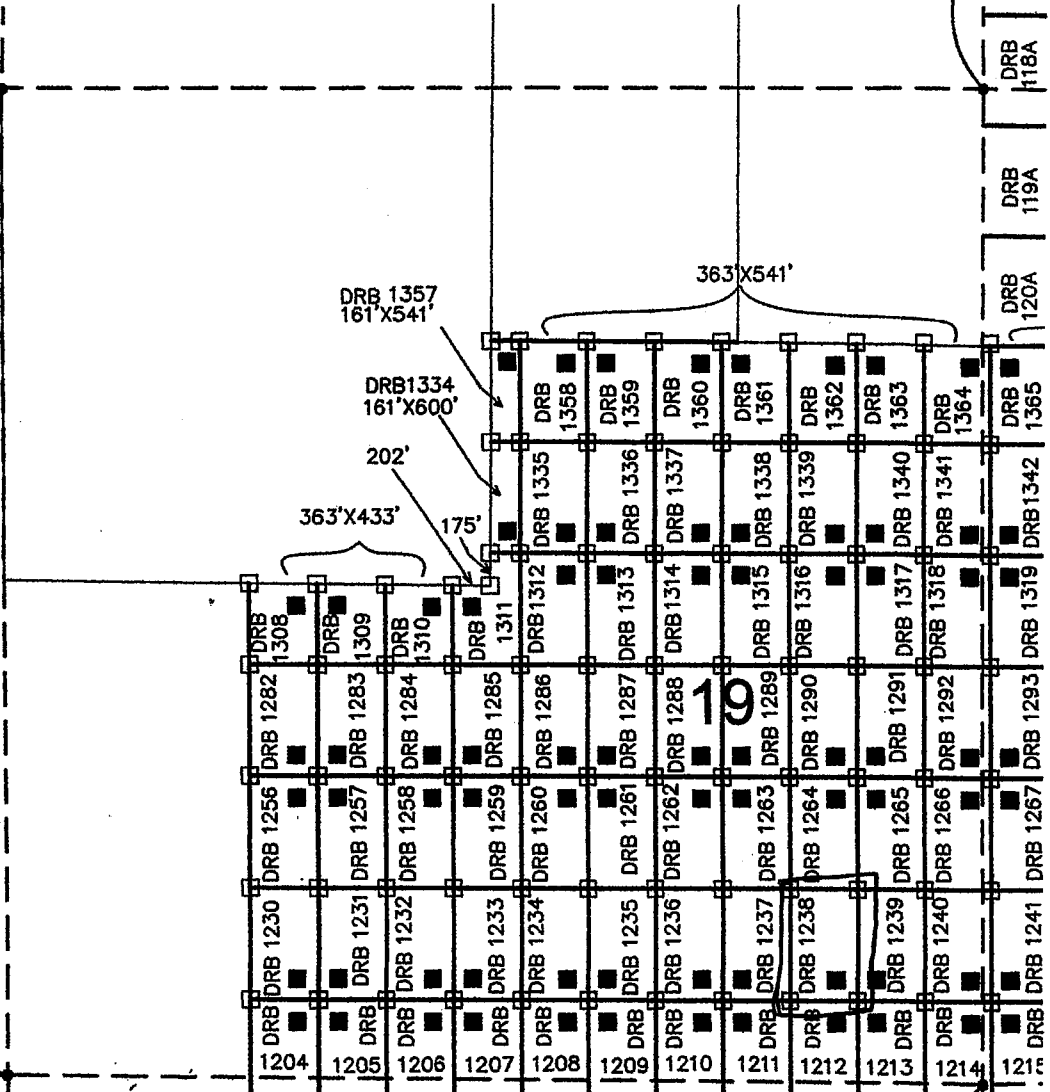 DRB
118A
DRB
119A
DRB
120A
363'X541'
DRB 1357
161'X541'
DRB1334
161'X600'
202'
363'X433'
175'
DRB
1358
DRB
1359
DRB
1360
DRB
1361
DRB
1362
DRB
1363
DRB
1364
DRB
1365
DRB 1335
DRB 1336
DRB 1337
DRB 1338
DRB 1339
DRB 1340
DRB 1341
DRB1342
DRB
1308
DRB
1309
DRB
1310
DRB
1311
DRB1312
DRB 1313
DRB 1314
DRB 1315
DRB 1316
DRB 1317
DRB 1318
DRB 1319
DRB 1282
DRB 1283
DRB 1284
DRB 1285
DRB 1286
DRB 1287
DRB 1288
19
DRB 1289
DRB 1290
DRB 1291
DRB 1292
DRB 1293
DRB 1256
DRB 1257
DRB 1258
DRB 1259
DRB 1260
DRB 1261
DRB 1262
DRB 1263
DRB 1264
DRB 1265
DRB 1266
DRB 1267
DRB 1230
DRB 1231
DRB 1232
DRB 1233
DRB 1234
DRB 1235
DRB 1236
DRB 1237
DRB 1238
DRB 1239
DRB 1240
DRB 1241
DRB
1204
DRB
1205
DRB
1206
DRB
1207
DRB
1208
DRB
1209
DRB
1210
DRB
1211
DRB
1212
DRB
1213
DRB
1214
DRB
1215